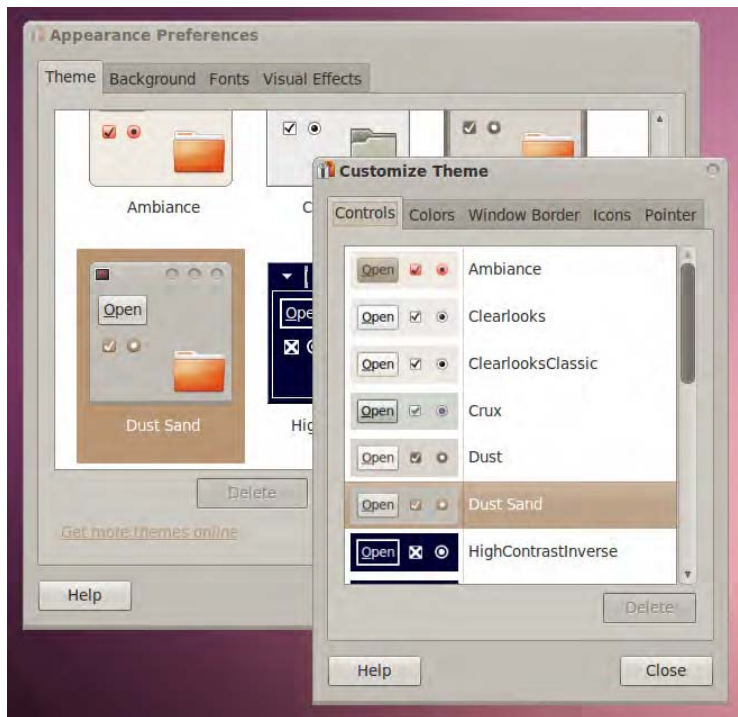 Appearance Preferences
Theme Background Fonts Visual Effects
Ambiance
C
Open
Ope
Dust Sand
Hig
Delete
Get more themes online
Help
Customize Theme
Controls Colors Window Border Icons Pointer
Open Ambiance
Open Clearlooks
Open ClearlooksClassic
Open Crux
Open Dust
Open Dust Sand
Open HighContrastInverse
Delete
Help Close